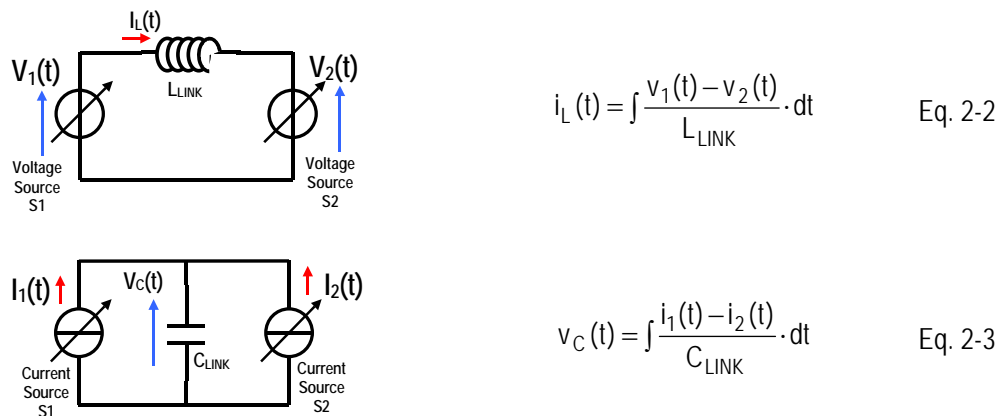 I_L(t)
V_1(t)
V_2(t)
L_LINK
Voltage
Source
S1
Voltage
Source
S2
i_L(t) = ∫ (v_1(t) − v_2(t)) / L_LINK · dt
Eq. 2-2
I_1(t)
V_C(t)
I_2(t)
C_LINK
Current
Source
S1
Current
Source
S2
v_C(t) = ∫ (i_1(t) − i_2(t)) / C_LINK · dt
Eq. 2-3